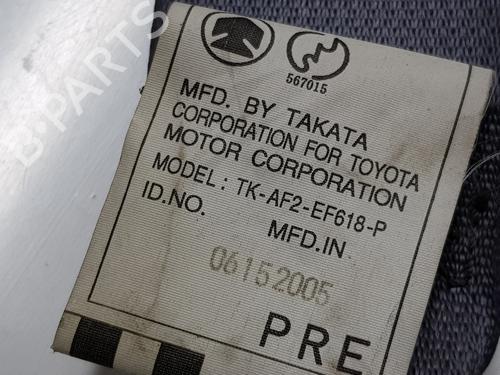 B-PARTS
567015
MFD. BY TAKATA
CORPORATION FOR TOYOTA
MOTOR CORPORATION
MODEL : TK-AF2-EF618-P
ID.NO. MFD.IN
06152005
PRE